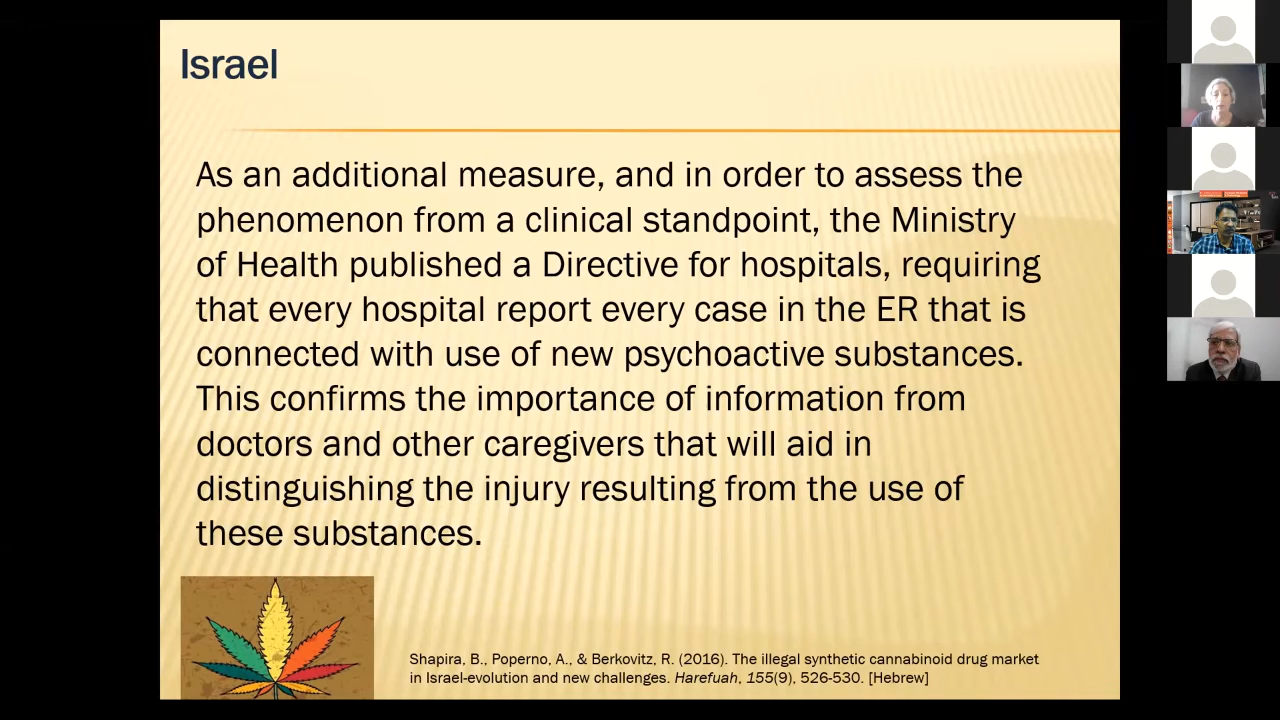 Israel
As an additional measure, and in order to assess the
phenomenon from a clinical standpoint, the Ministry
of Health published a Directive for hospitals, requiring
that every hospital report every case in the ER that is
connected with use of new psychoactive substances.
This confirms the importance of information from
doctors and other caregivers that will aid in
distinguishing the injury resulting from the use of
these substances.
Shapira, B., Poperno, A., & Berkovitz, R. (2016). The illegal synthetic cannabinoid drug market
in Israel-evolution and new challenges. Harefuah, 155(9), 526-530. [Hebrew]